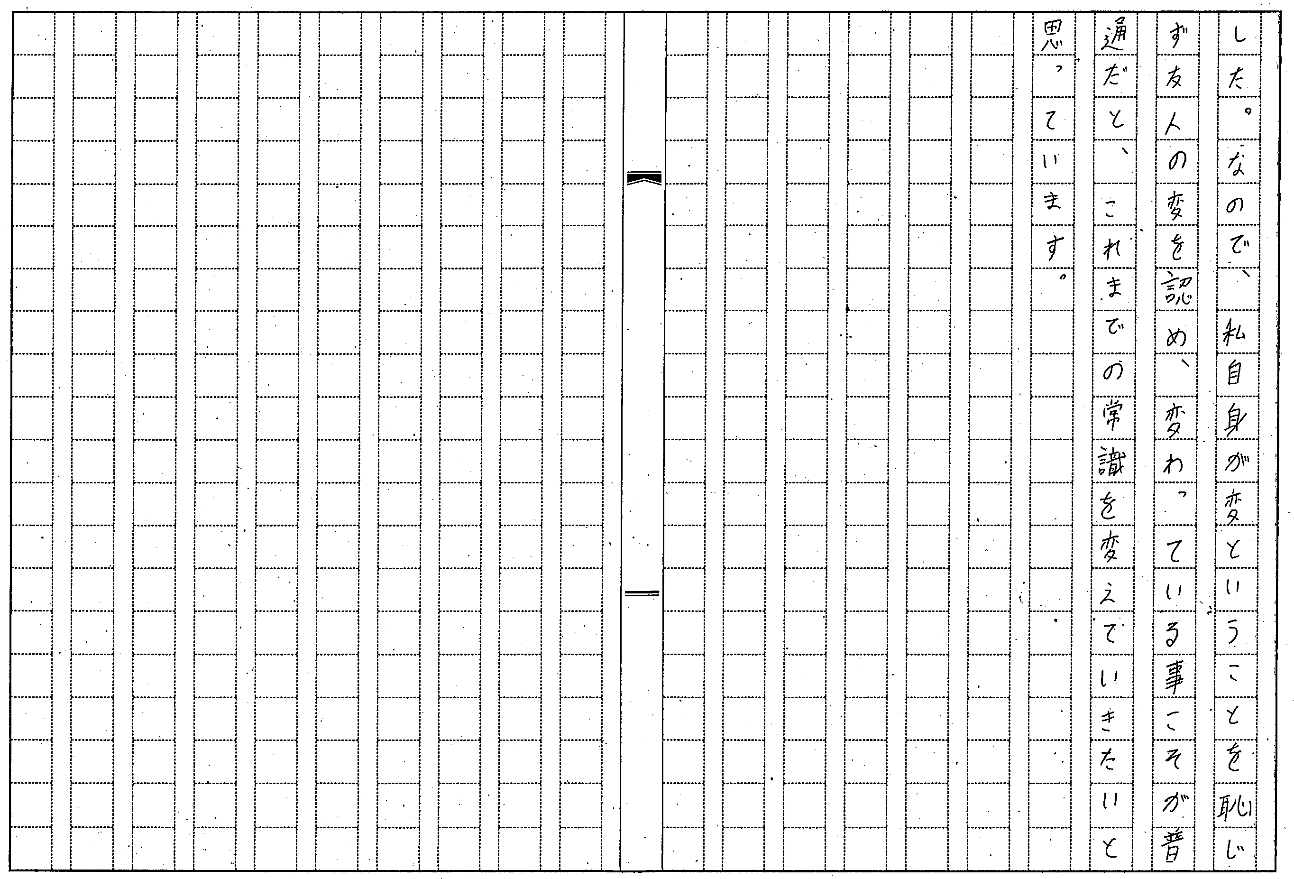 した。なので、私自身が変ということを恥じ
ず友人の変を認め、変わっている事こそが普
通だと、これまでの常識を変えていきたいと
思っています。